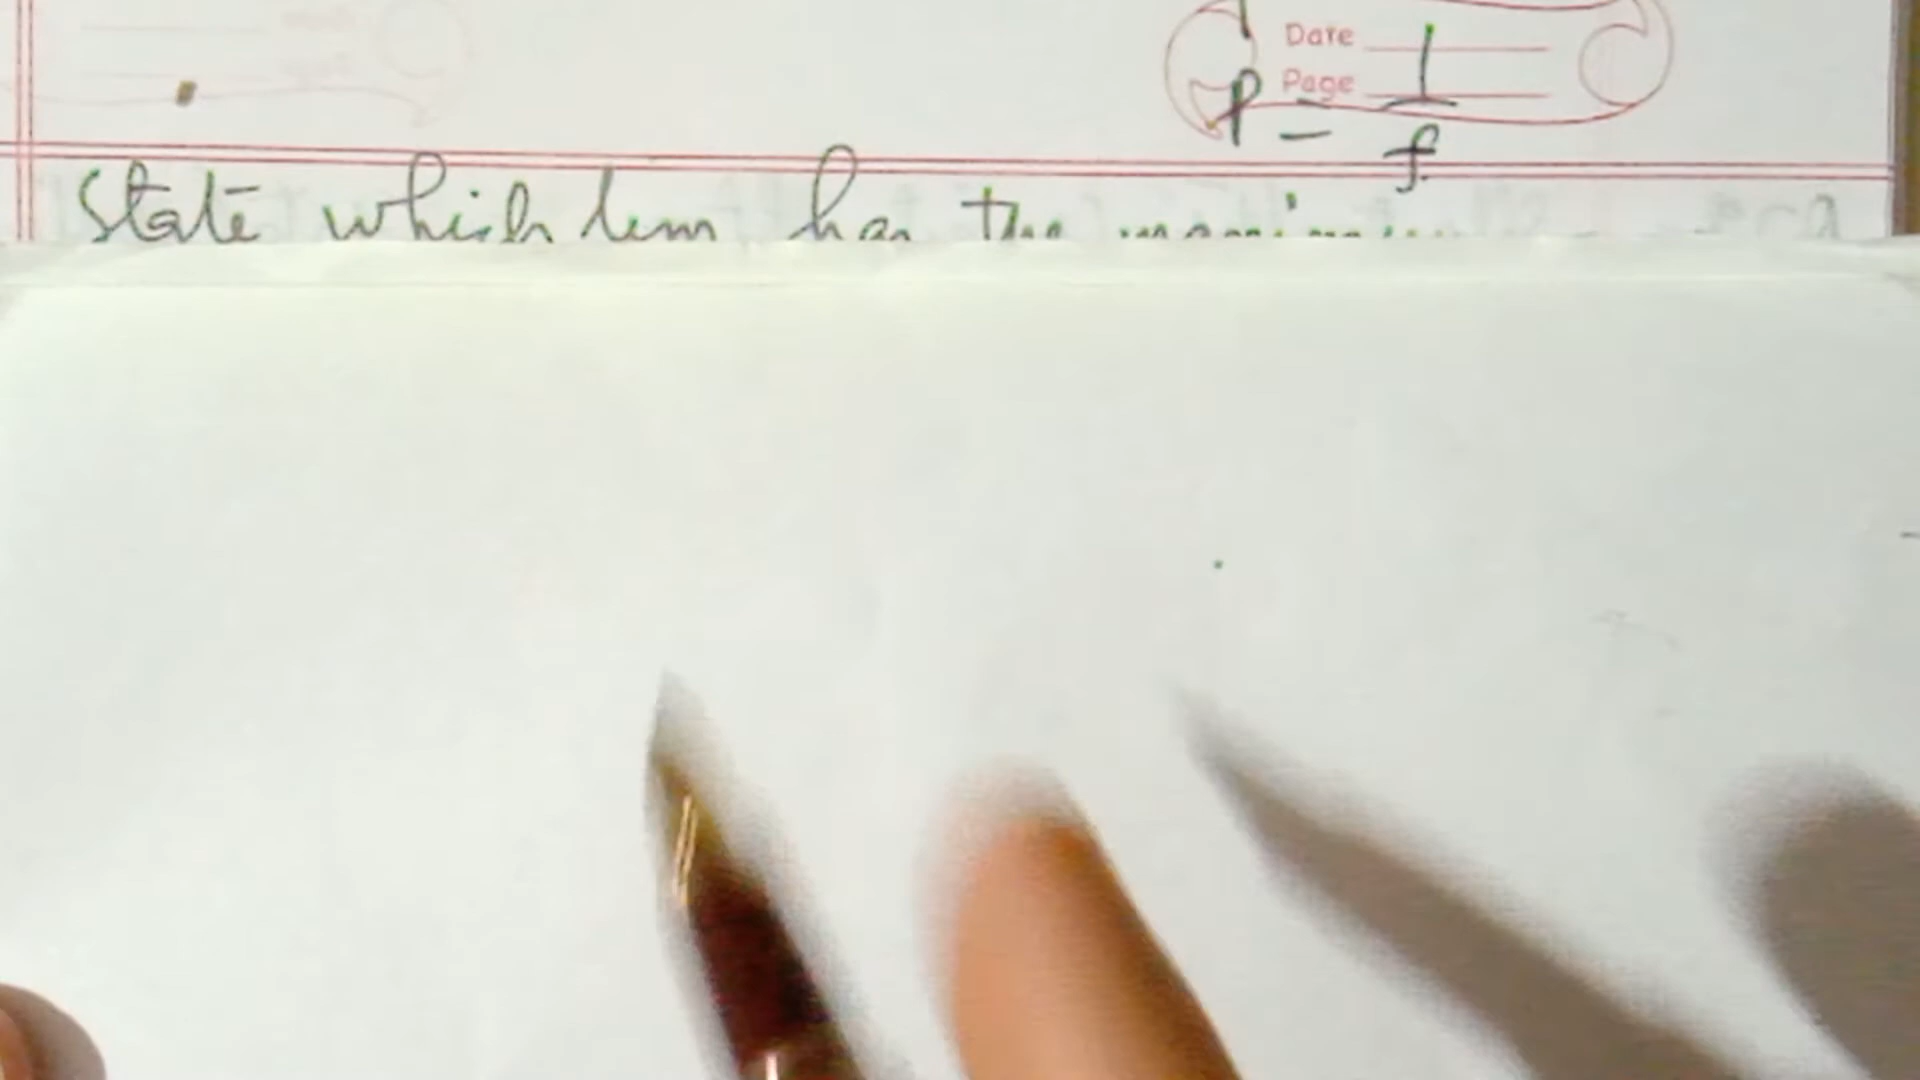 Date
Page
P = 1/f
State which lens has the